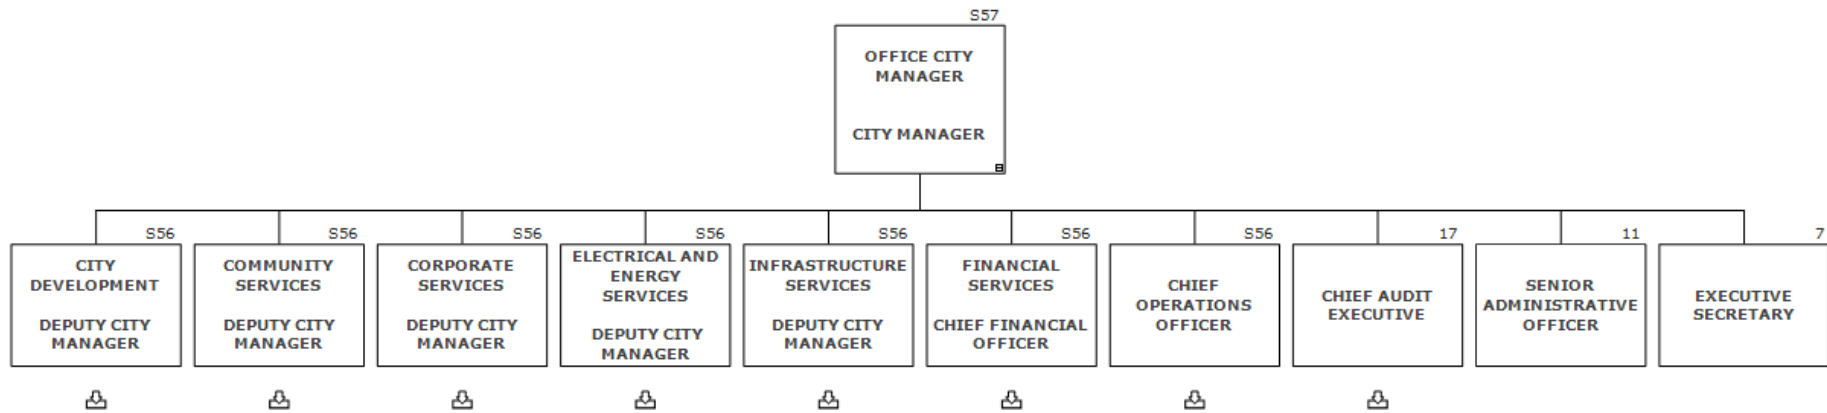 S57
OFFICE CITY
MANAGER
CITY MANAGER
S56
CITY
DEVELOPMENT
DEPUTY CITY
MANAGER
S56
COMMUNITY
SERVICES
DEPUTY CITY
MANAGER
S56
CORPORATE
SERVICES
DEPUTY CITY
MANAGER
S56
ELECTRICAL AND
ENERGY
SERVICES
DEPUTY CITY
MANAGER
S56
INFRASTRUCTURE
SERVICES
DEPUTY CITY
MANAGER
S56
FINANCIAL
SERVICES
CHIEF FINANCIAL
OFFICER
S56
CHIEF
OPERATIONS
OFFICER
17
CHIEF AUDIT
EXECUTIVE
11
SENIOR
ADMINISTRATIVE
OFFICER
7
EXECUTIVE
SECRETARY